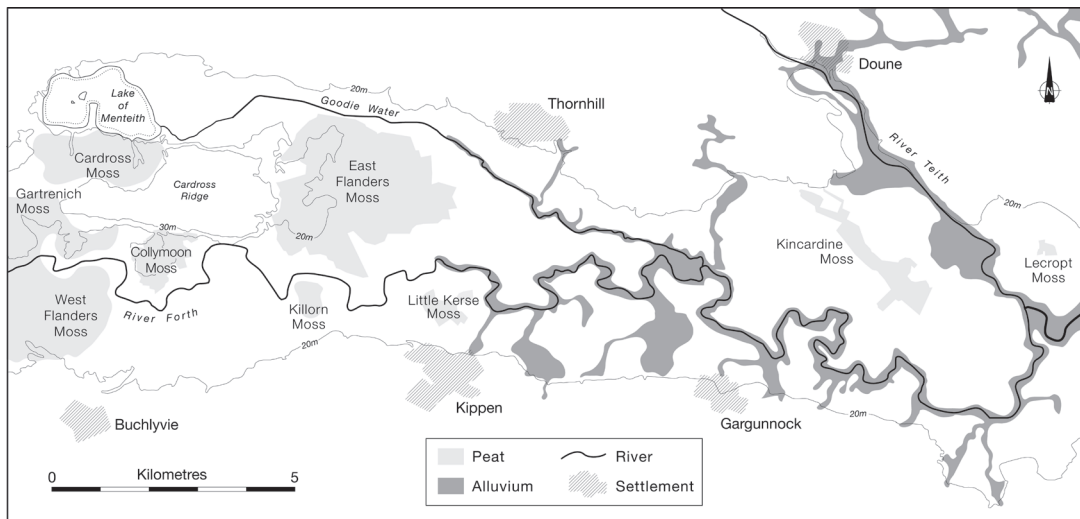 Doune
N
20m
Goodie Water
Thornhill
Lake of
Menteith
River Teith
Cardross
Moss
East
Flanders
Moss
Cardross
Ridge
Gartrenich
Moss
20m
30m
20m
Kincardine
Moss
Collymoon
Moss
Lecropt
Moss
West
Flanders
Moss
River Forth
Killorn
Moss
Little Kerse
Moss
20m
Kippen
Gargunnock
20m
Buchlyvie
Peat
River
Alluvium
Settlement
0
Kilometres
5